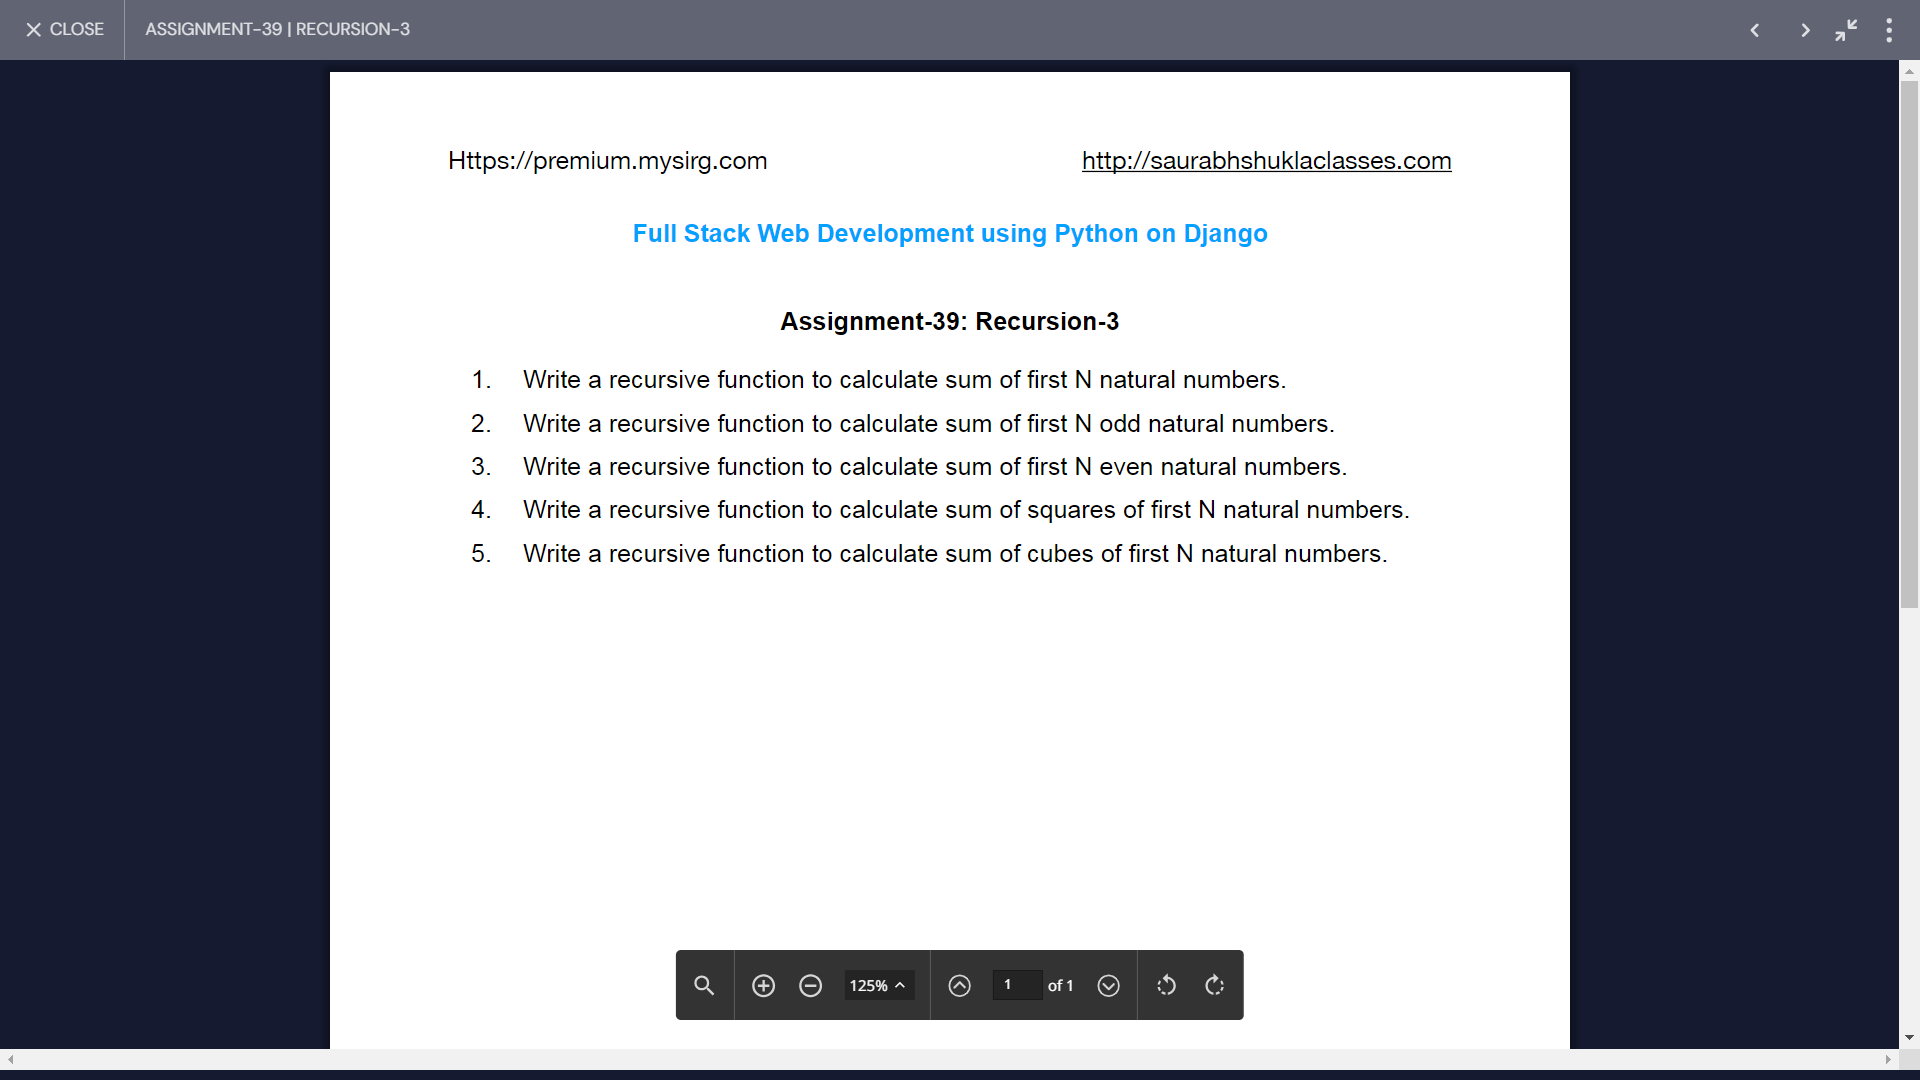 CLOSE
ASSIGNMENT-39 | RECURSION-3
Https://premium.mysirg.com
http://saurabhshuklaclasses.com
Full Stack Web Development using Python on Django
Assignment-39: Recursion-3
1. Write a recursive function to calculate sum of first N natural numbers.
2. Write a recursive function to calculate sum of first N odd natural numbers.
3. Write a recursive function to calculate sum of first N even natural numbers.
4. Write a recursive function to calculate sum of squares of first N natural numbers.
5. Write a recursive function to calculate sum of cubes of first N natural numbers.
125%
1 of 1